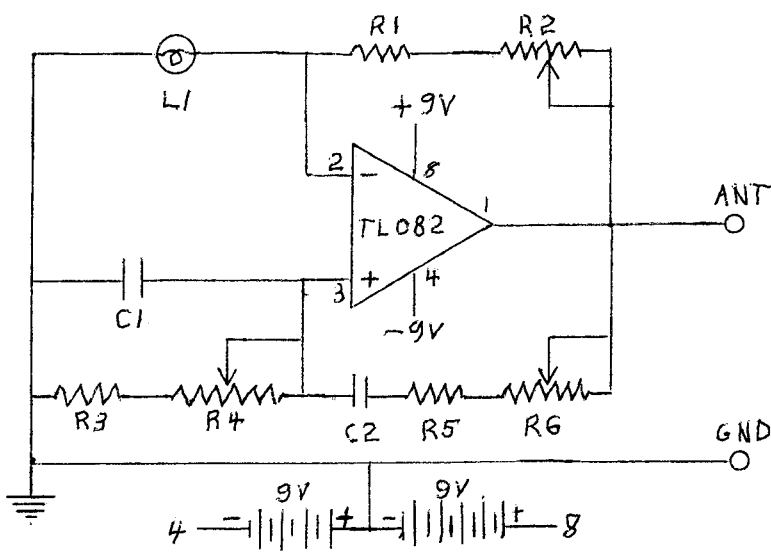 R1 R2
L1
+9V
2 − 8
1
ANT
TL082
3 + 4
C1
−9V
R3 R4 C2 R5 R6
GND
9V 9V
4 − + − + 8